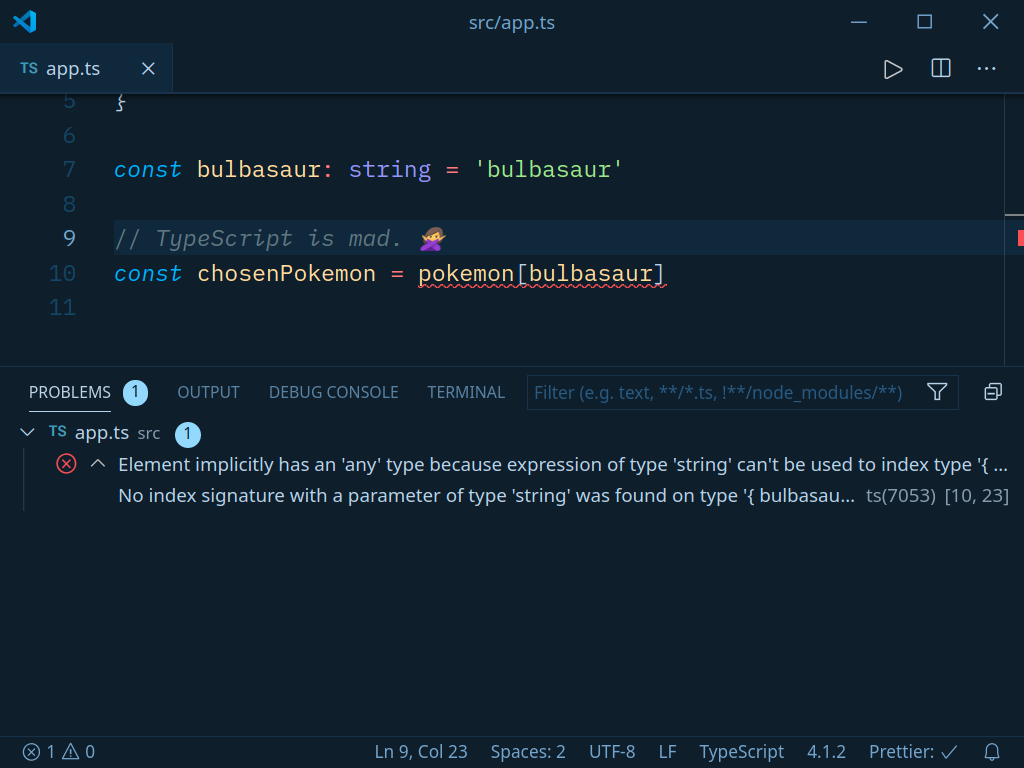 src/app.ts
TS app.ts
5 }
6
7 const bulbasaur: string = 'bulbasaur'
8
9 // TypeScript is mad. 🙅
10 const chosenPokemon = pokemon[bulbasaur]
11
PROBLEMS 1 OUTPUT DEBUG CONSOLE TERMINAL Filter (e.g. text, **/*.ts, !**/node_modules/**)
TS app.ts src 1
Element implicitly has an 'any' type because expression of type 'string' can't be used to index type '{ ...
No index signature with a parameter of type 'string' was found on type '{ bulbasau... ts(7053) [10, 23]
1 0 Ln 9, Col 23 Spaces: 2 UTF-8 LF TypeScript 4.1.2 Prettier: ✓